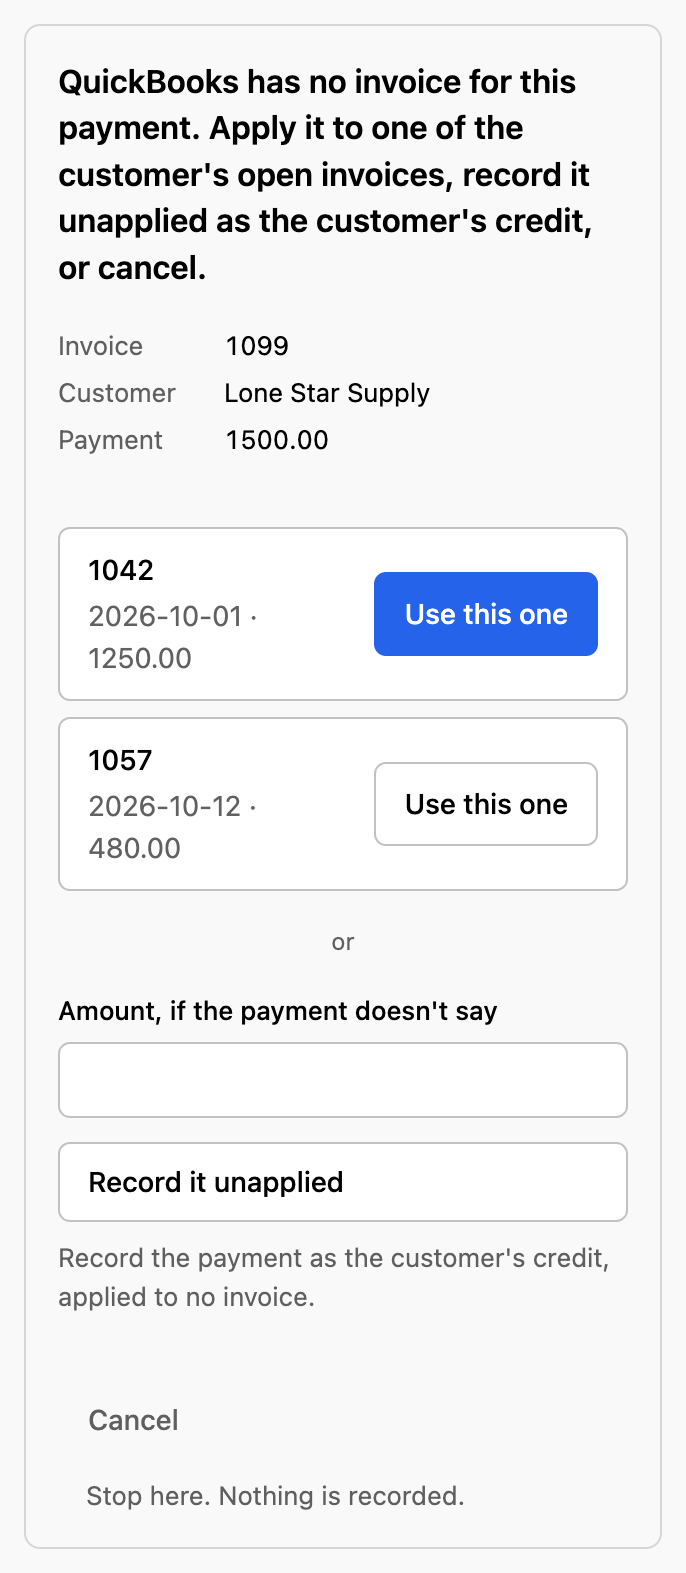 QuickBooks has no invoice for this
payment. Apply it to one of the
customer's open invoices, record it
unapplied as the customer's credit,
or cancel.
Invoice 1099
Customer Lone Star Supply
Payment 1500.00
1042
2026-10-01 ·
1250.00
Use this one
1057
2026-10-12 ·
480.00
Use this one
or
Amount, if the payment doesn't say
Record it unapplied
Record the payment as the customer's credit,
applied to no invoice.
Cancel
Stop here. Nothing is recorded.